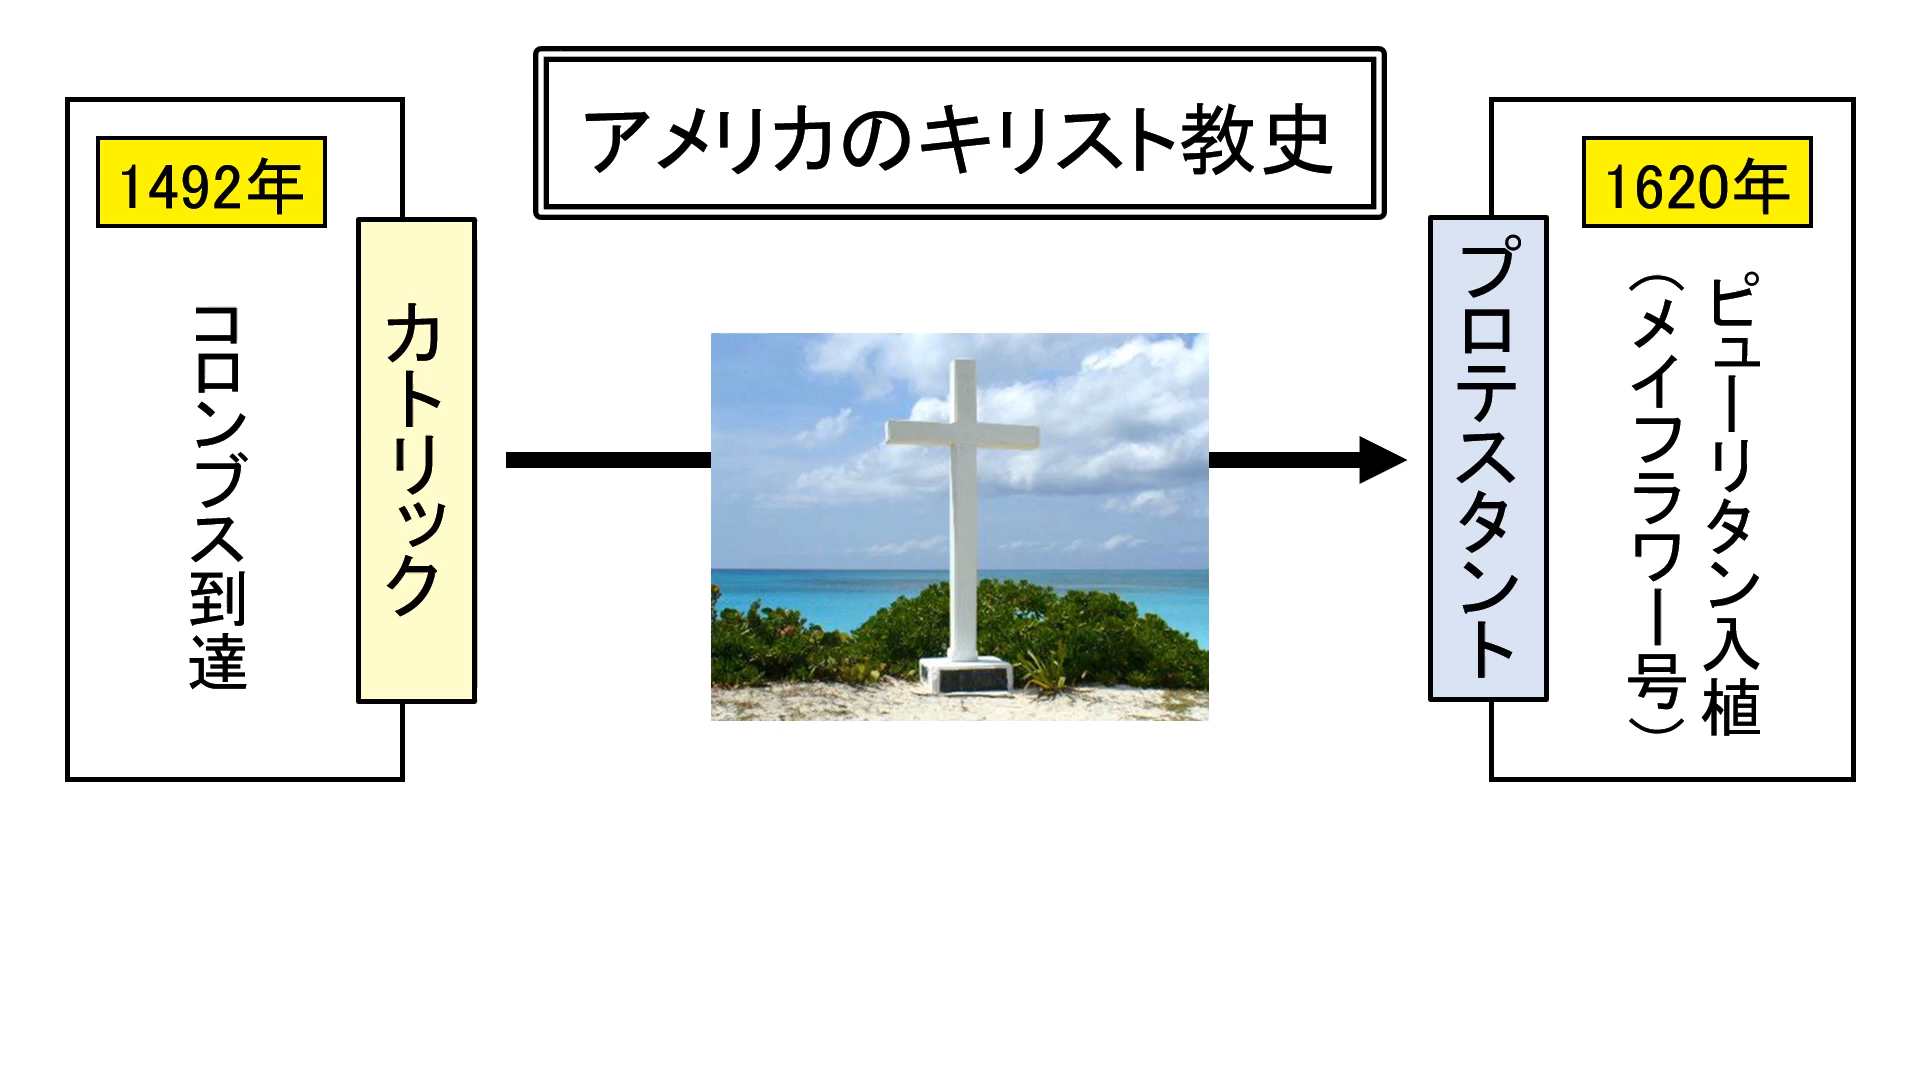 アメリカのキリスト教史
1492年
コロンブス到達
カトリック
プロテスタント
1620年
ピューリタン入植
（メイフラワー号）